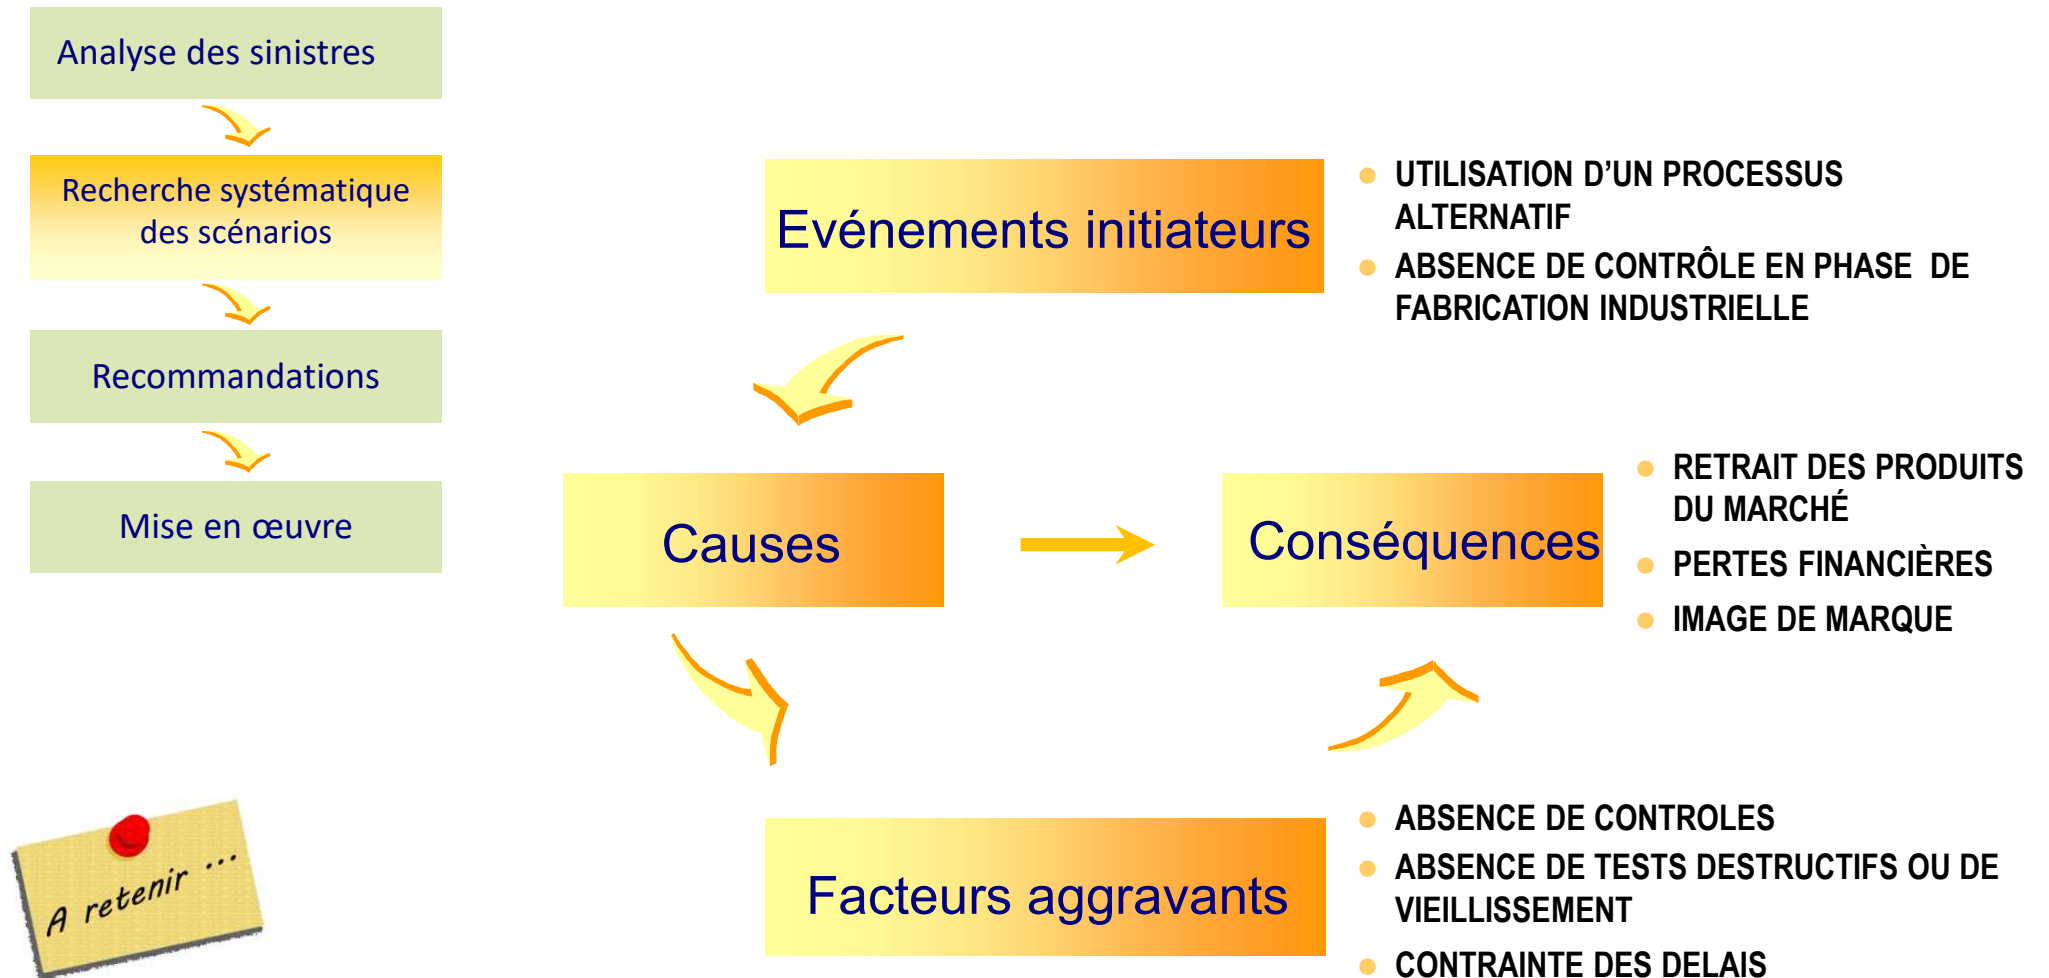 Analyse des sinistres
Recherche systématique
des scénarios
Recommandations
Mise en œuvre
A retenir ...
Evénements initiateurs
● UTILISATION D’UN PROCESSUS
ALTERNATIF
● ABSENCE DE CONTRÔLE EN PHASE DE
FABRICATION INDUSTRIELLE
Causes
Conséquences
● RETRAIT DES PRODUITS
DU MARCHÉ
● PERTES FINANCIÈRES
● IMAGE DE MARQUE
Facteurs aggravants
● ABSENCE DE CONTROLES
● ABSENCE DE TESTS DESTRUCTIFS OU DE
VIEILLISSEMENT
● CONTRAINTE DES DELAIS